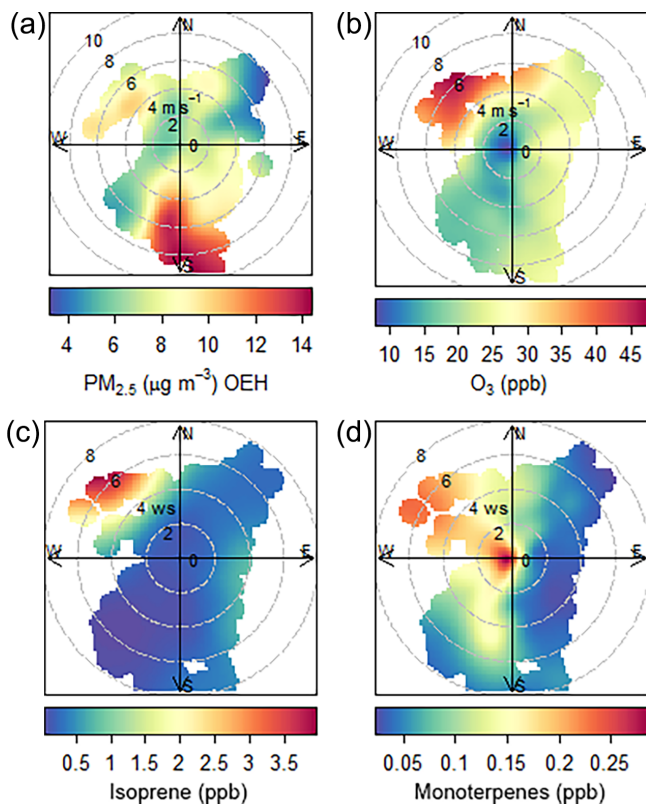 (a)
N
10
8
6
4 m s⁻¹
2
W
0
E
S
4 6 8 10 12 14
PM₂.₅ (μg m⁻³) OEH
(b)
N
8
6
4 m s⁻¹
2
W
0
E
S
10 15 20 25 30 35 40 45
O₃ (ppb)
(c)
N
8
6
4 ws
2
W
0
E
S
0.5 1 1.5 2 2.5 3 3.5
Isoprene (ppb)
(d)
N
8
6
4 ws
2
W
0
E
S
0.05 0.1 0.15 0.2 0.25
Monoterpenes (ppb)